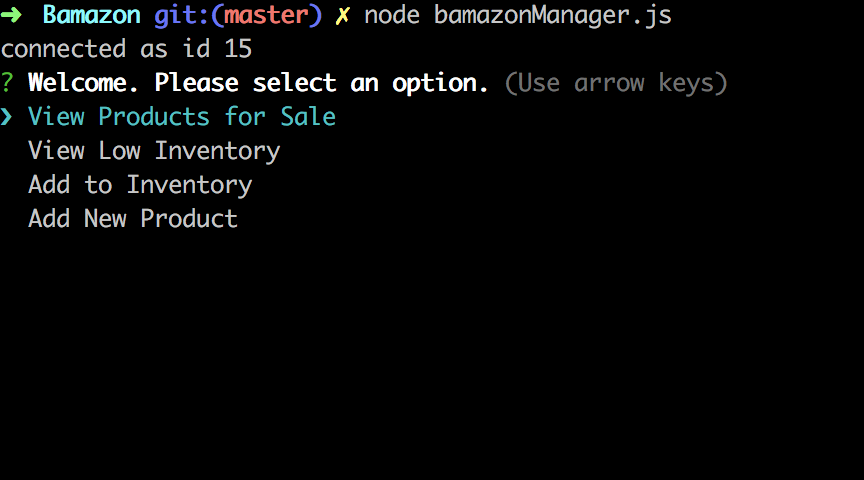 ➜ Bamazon git:(master) ✗ node bamazonManager.js
connected as id 15
? Welcome. Please select an option. (Use arrow keys)
❯ View Products for Sale
View Low Inventory
Add to Inventory
Add New Product